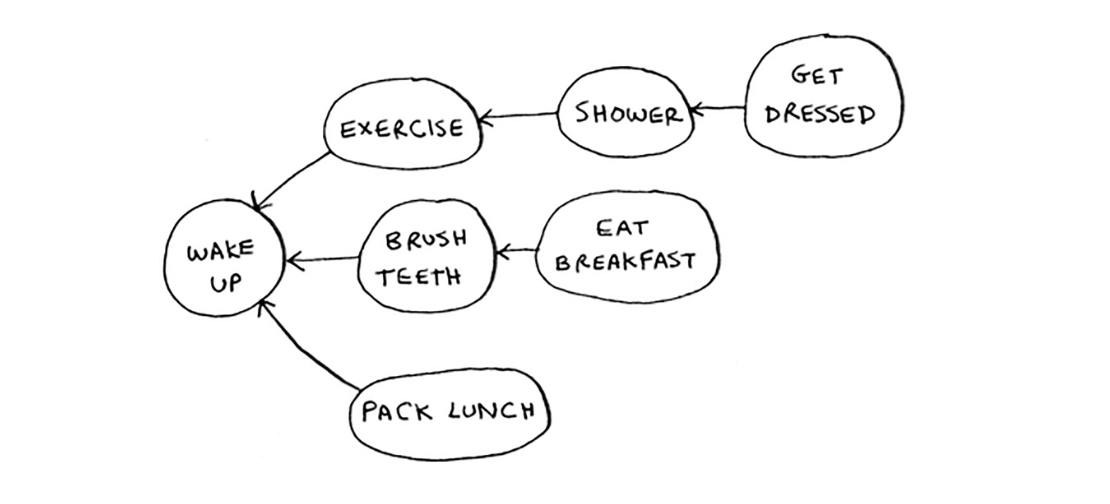 GET
DRESSED
SHOWER
EXERCISE
EAT
BREAKFAST
BRUSH
TEETH
WAKE
UP
PACK LUNCH